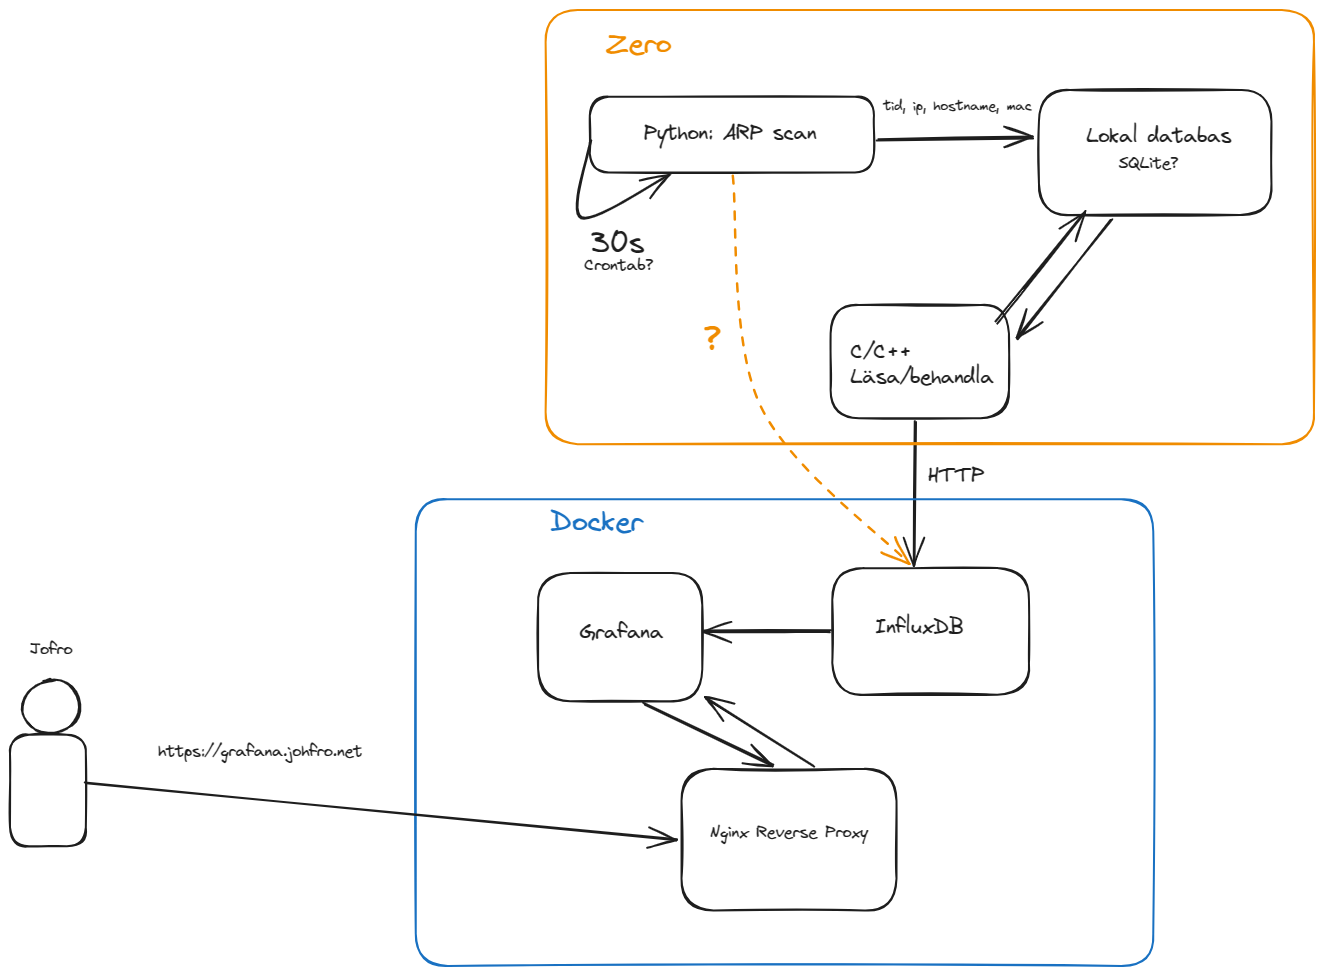 Zero
Python: ARP scan
tid, ip, hostname, mac
Lokal databas
SQLite?
30s
Crontab?
?
C/C++
Läsa/behandla
HTTP
Docker
Grafana
InfluxDB
Jofro
https://grafana.johfro.net
Nginx Reverse Proxy